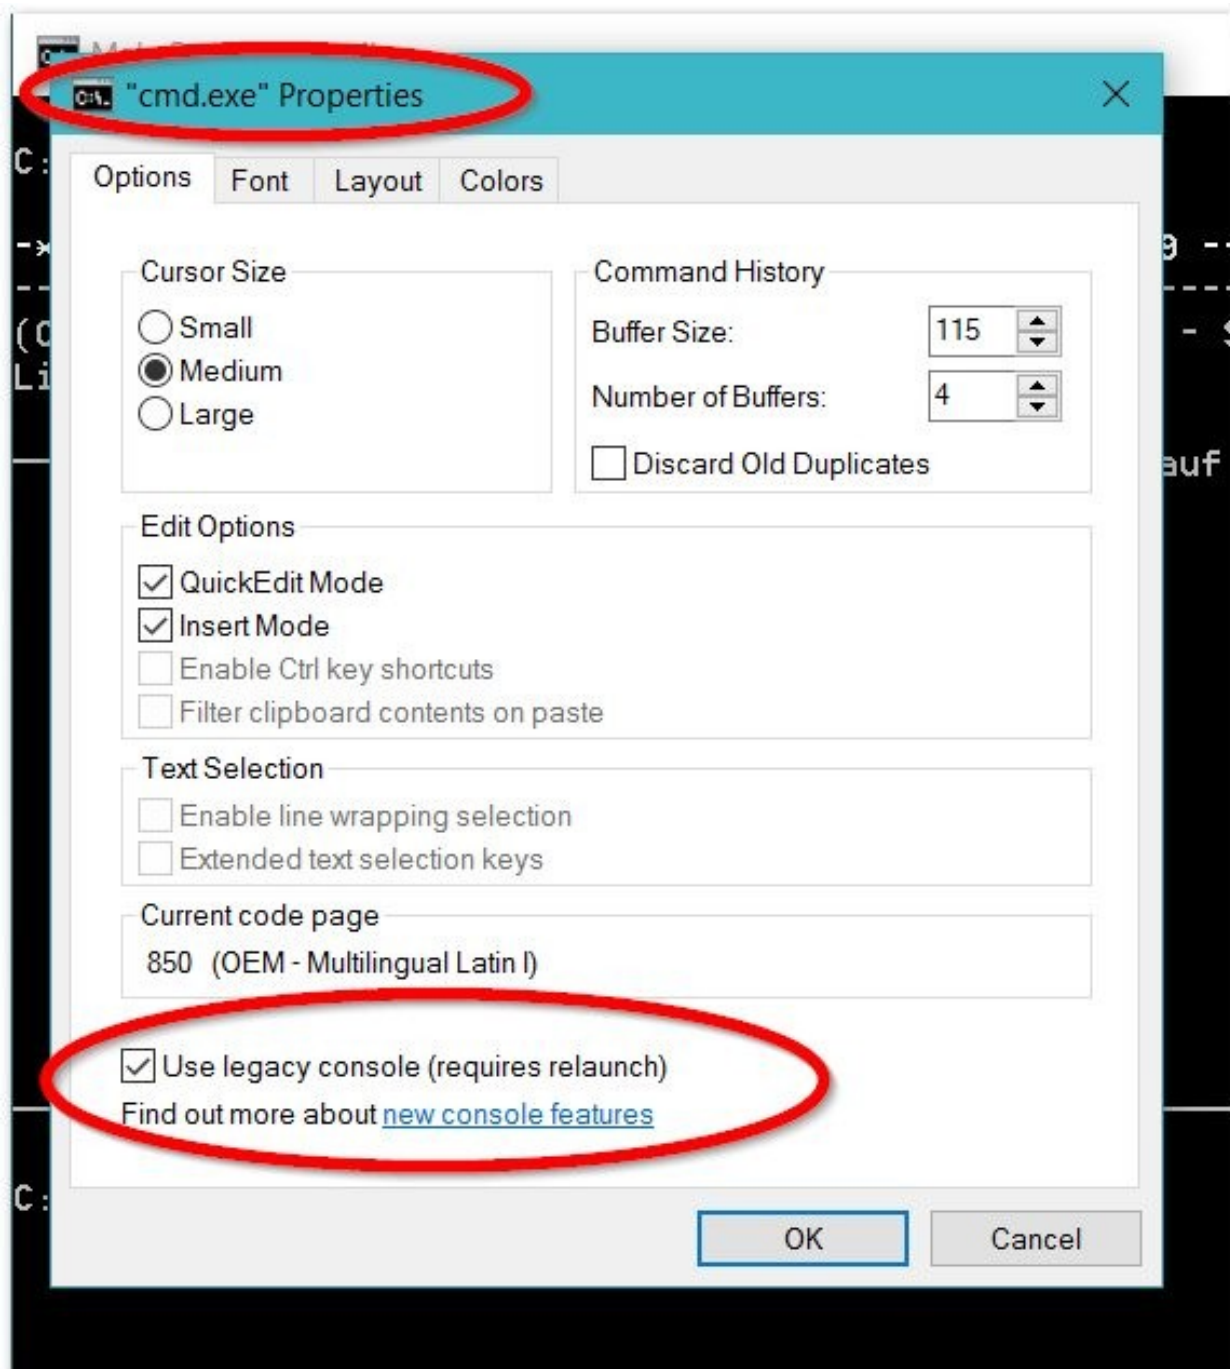 "cmd.exe" Properties
Options Font Layout Colors
Cursor Size
Small
Medium
Large
Command History
Buffer Size: 115
Number of Buffers: 4
Discard Old Duplicates
auf
Edit Options
QuickEdit Mode
Insert Mode
Enable Ctrl key shortcuts
Filter clipboard contents on paste
Text Selection
Enable line wrapping selection
Extended text selection keys
Current code page
850 (OEM - Multilingual Latin I)
Use legacy console (requires relaunch)
Find out more about new console features
C:
OK Cancel